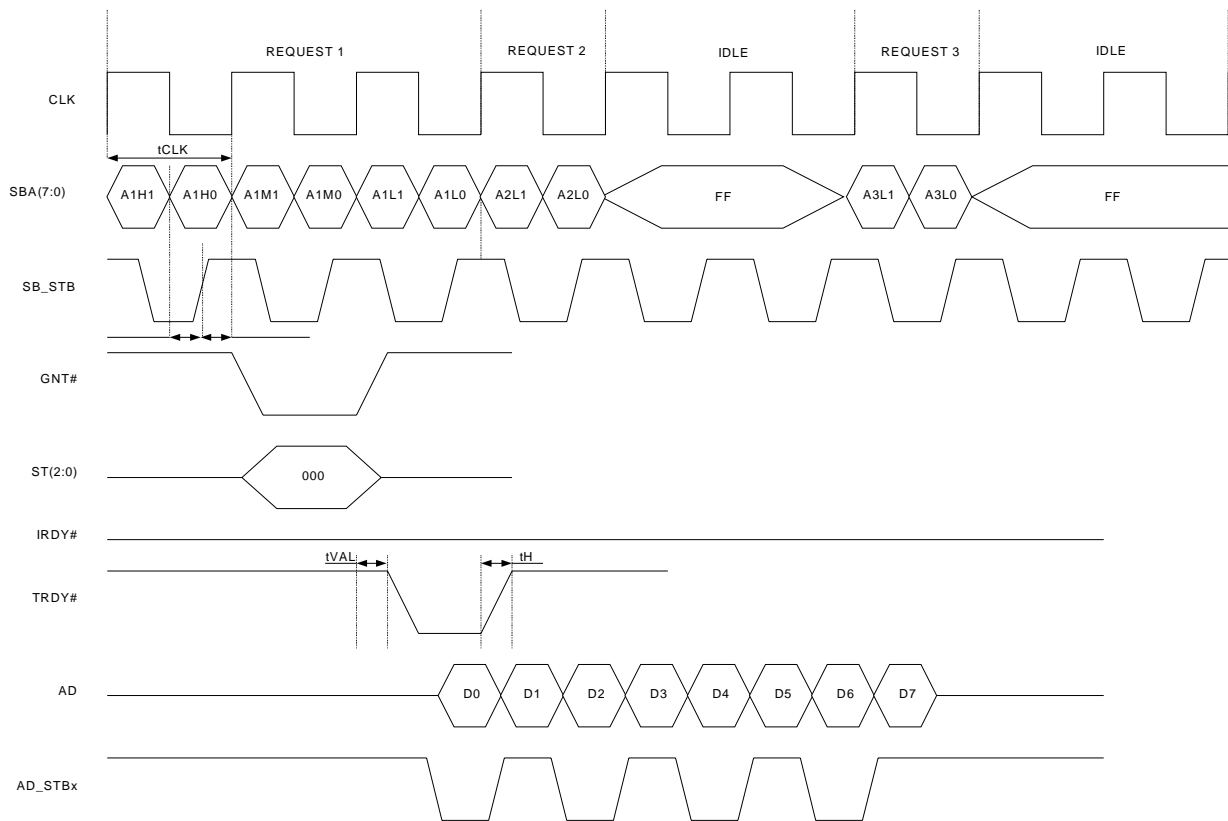 REQUEST 1 REQUEST 2 IDLE REQUEST 3 IDLE
CLK
tCLK
SBA(7:0) A1H1 A1H0 A1M1 A1M0 A1L1 A1L0 A2L1 A2L0 FF A3L1 A3L0 FF
SB_STB
GNT#
ST(2:0) 000
IRDY#
tVAL tH
TRDY#
AD D0 D1 D2 D3 D4 D5 D6 D7
AD_STBx